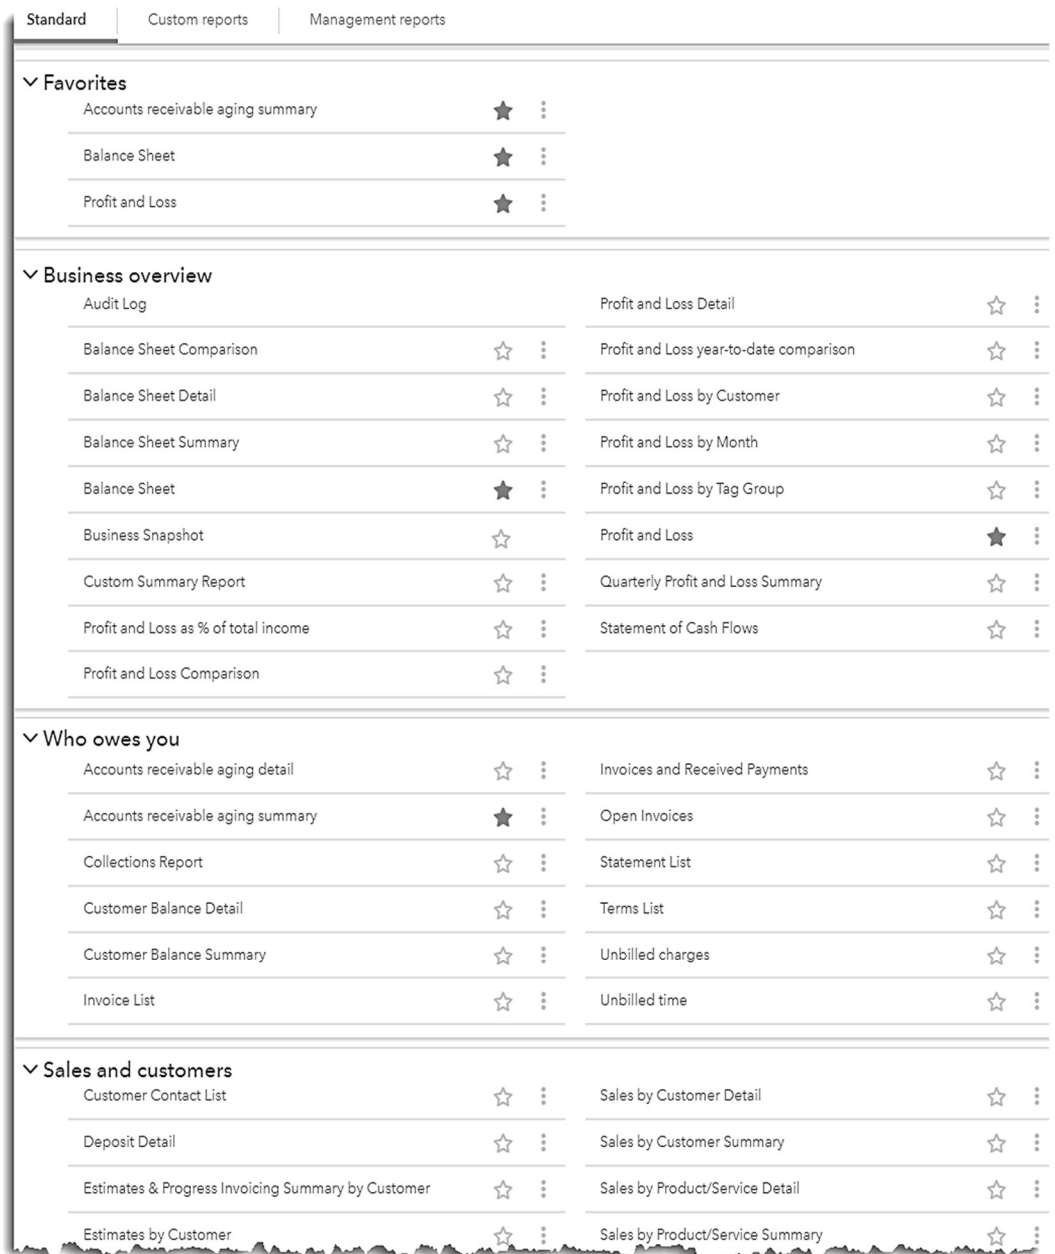 Standard
Custom reports
Management reports
Favorites
Accounts receivable aging summary
Balance Sheet
Profit and Loss
Business overview
Audit Log
Balance Sheet Comparison
Balance Sheet Detail
Balance Sheet Summary
Balance Sheet
Business Snapshot
Custom Summary Report
Profit and Loss as % of total income
Profit and Loss Comparison
Profit and Loss Detail
Profit and Loss year-to-date comparison
Profit and Loss by Customer
Profit and Loss by Month
Profit and Loss by Tag Group
Profit and Loss
Quarterly Profit and Loss Summary
Statement of Cash Flows
Who owes you
Accounts receivable aging detail
Accounts receivable aging summary
Collections Report
Customer Balance Detail
Customer Balance Summary
Invoice List
Invoices and Received Payments
Open Invoices
Statement List
Terms List
Unbilled charges
Unbilled time
Sales and customers
Customer Contact List
Deposit Detail
Estimates & Progress Invoicing Summary by Customer
Estimates by Customer
Sales by Customer Detail
Sales by Customer Summary
Sales by Product/Service Detail
Sales by Product/Service Summary